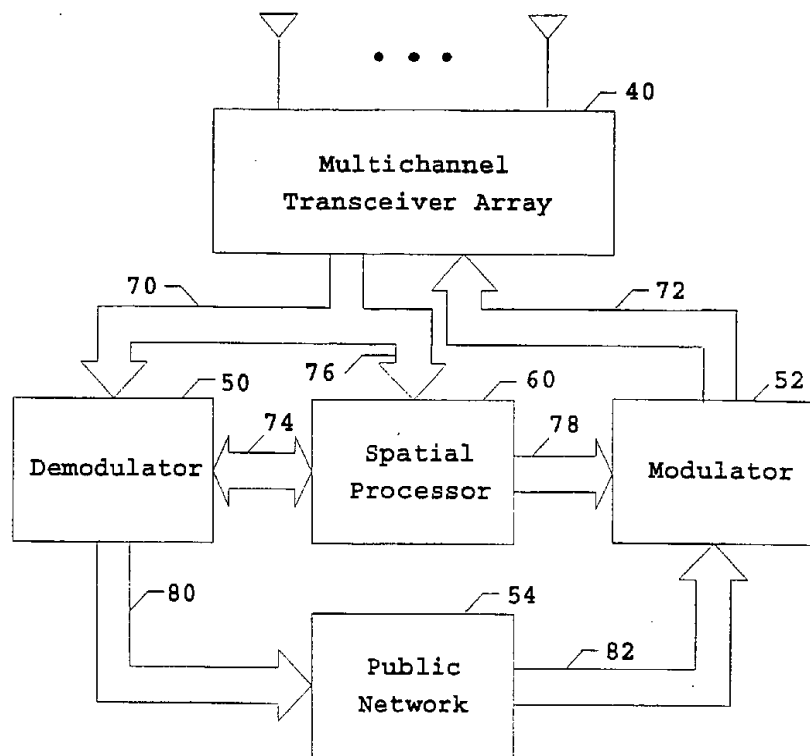 40
Multichannel
Transceiver Array
70
72
76
50
60
52
74
78
Demodulator
Spatial
Processor
Modulator
80
54
82
Public
Network